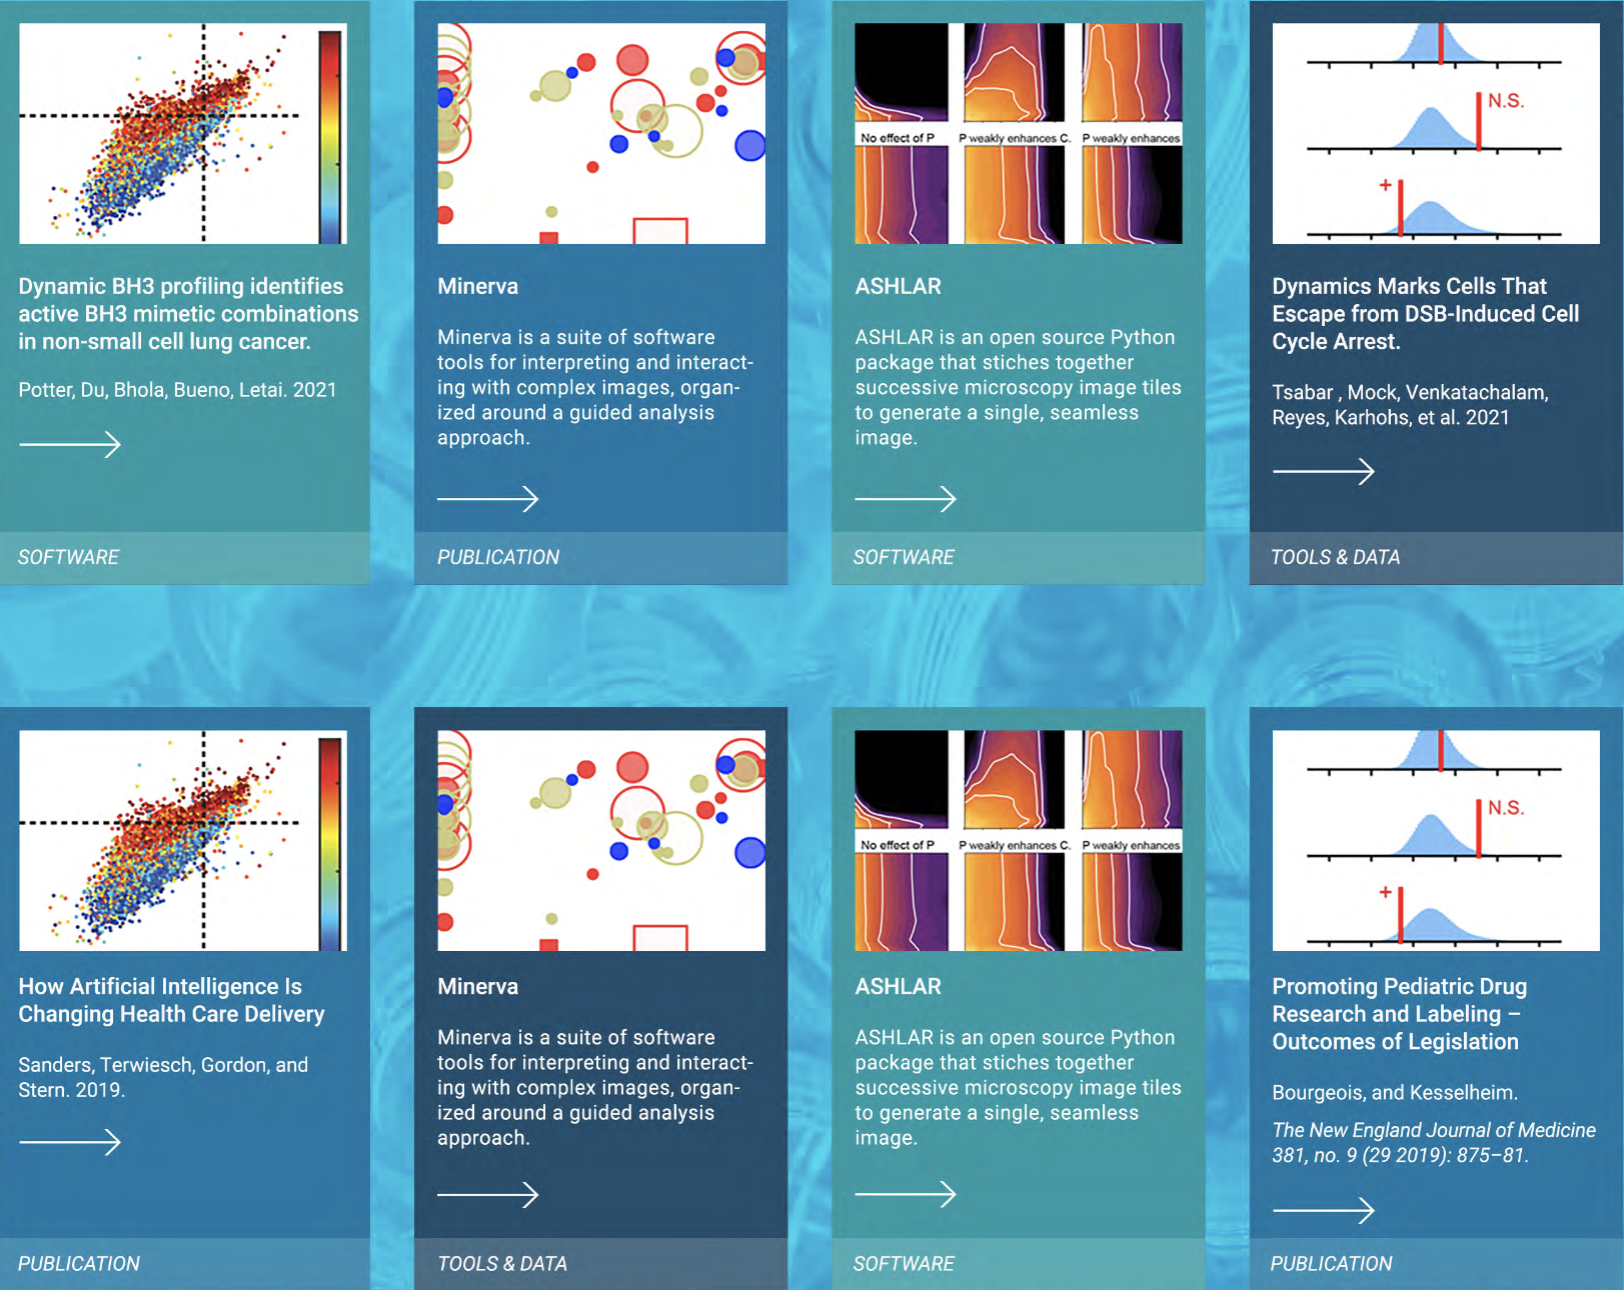 N.S.
+
No effect of P
P weakly enhances C.
P weakly enhances
Dynamic BH3 profiling identifies
active BH3 mimetic combinations
in non-small cell lung cancer.
Potter, Du, Bhola, Bueno, Letai. 2021
SOFTWARE
Minerva
Minerva is a suite of software
tools for interpreting and interact-
ing with complex images, organ-
ized around a guided analysis
approach.
PUBLICATION
ASHLAR
ASHLAR is an open source Python
package that stiches together
successive microscopy image tiles
to generate a single, seamless
image.
SOFTWARE
Dynamics Marks Cells That
Escape from DSB-Induced Cell
Cycle Arrest.
Tsabar , Mock, Venkatachalam,
Reyes, Karhohs, et al. 2021
TOOLS & DATA
No effect of P
P weakly enhances C.
P weakly enhances
N.S.
+
How Artificial Intelligence Is
Changing Health Care Delivery
Sanders, Terwiesch, Gordon, and
Stern. 2019.
PUBLICATION
Minerva
Minerva is a suite of software
tools for interpreting and interact-
ing with complex images, organ-
ized around a guided analysis
approach.
TOOLS & DATA
ASHLAR
ASHLAR is an open source Python
package that stiches together
successive microscopy image tiles
to generate a single, seamless
image.
SOFTWARE
Promoting Pediatric Drug
Research and Labeling –
Outcomes of Legislation
Bourgeois, and Kesselheim.
The New England Journal of Medicine
381, no. 9 (29 2019): 875–81.
PUBLICATION